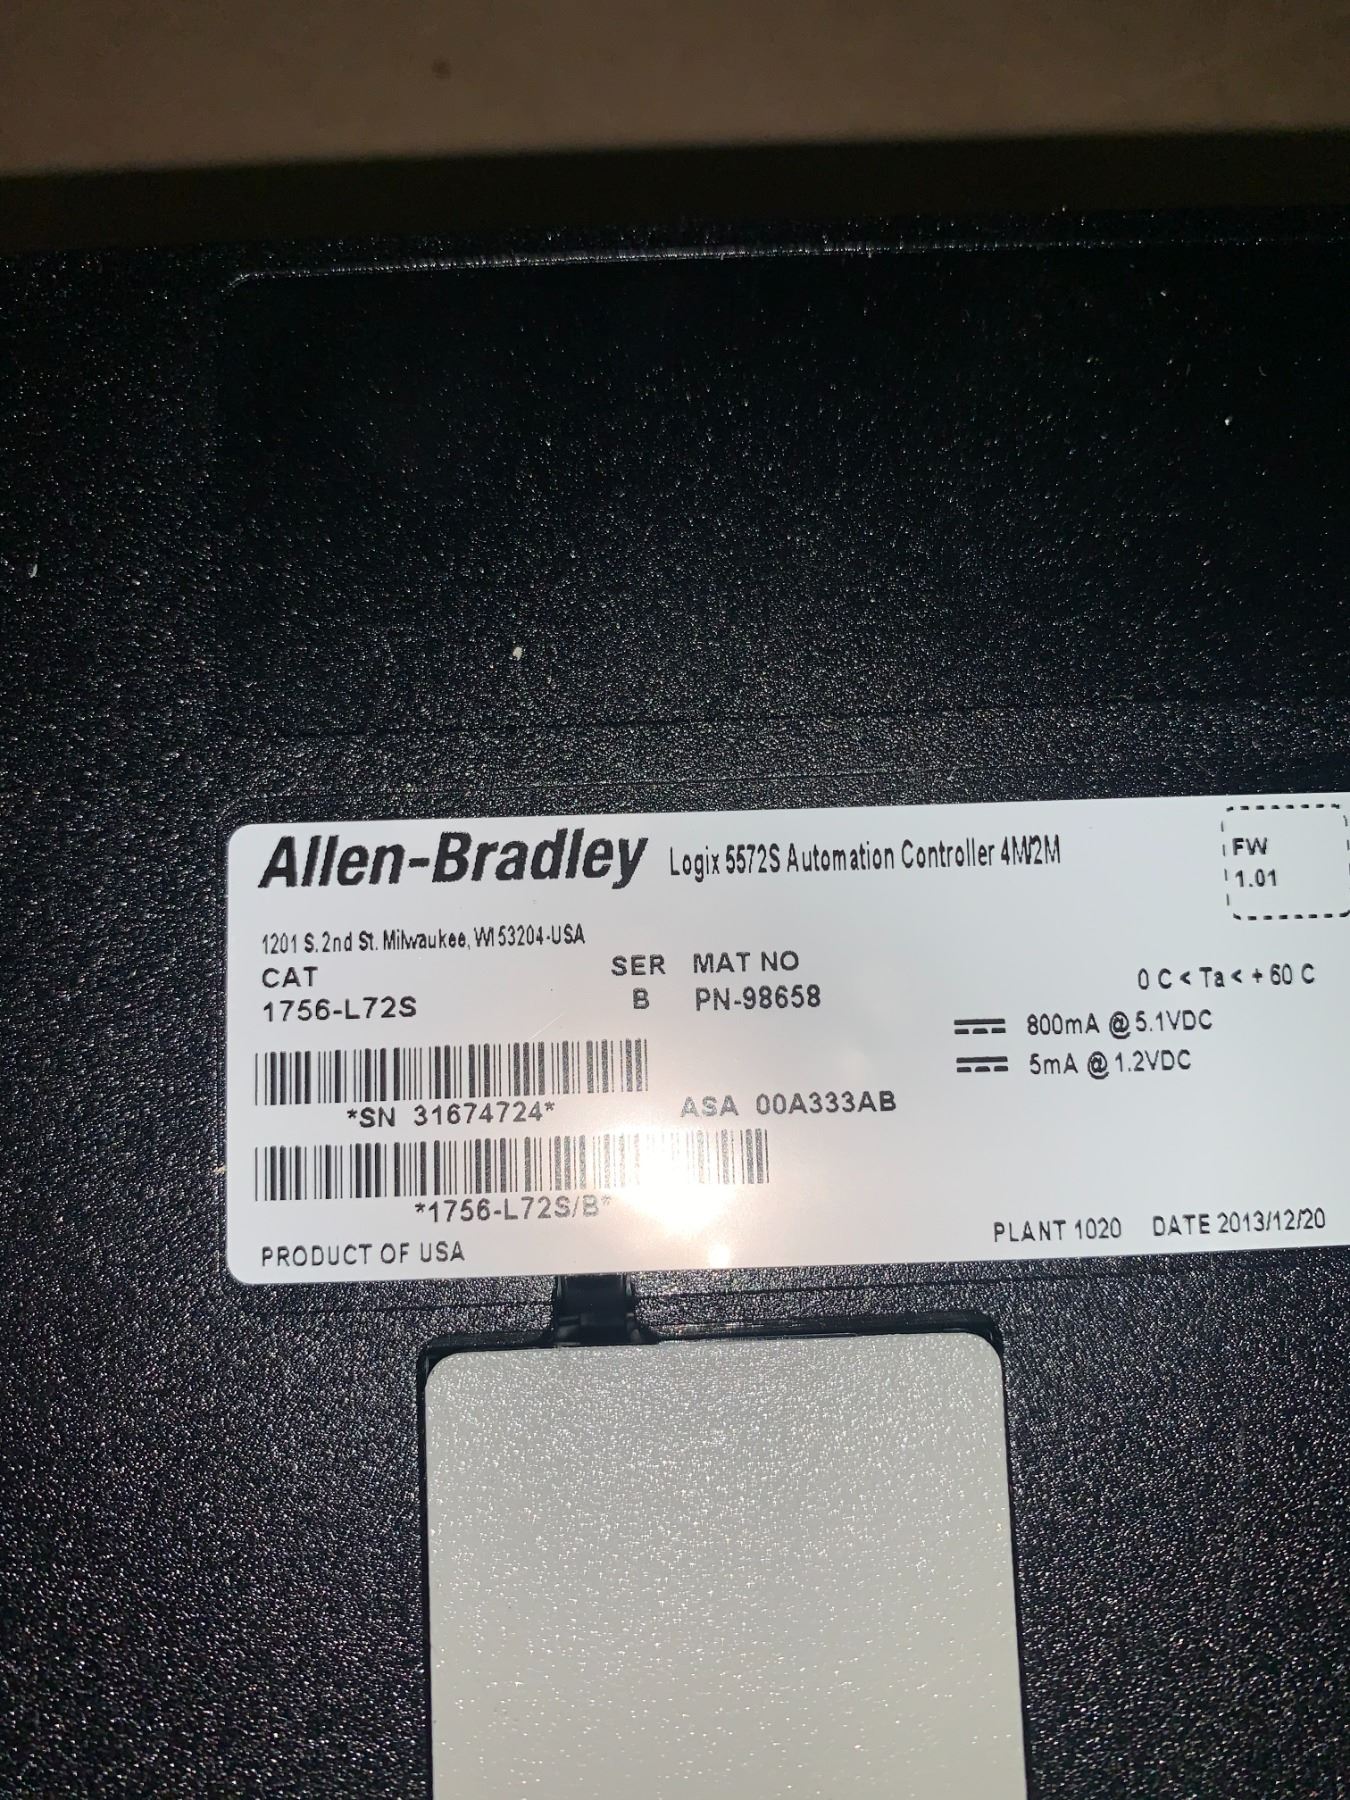 Allen-Bradley Logix 5572S Automation Controller 4M/2M
FW
1.01
1201 S. 2nd St. Milwaukee, WI 53204-USA
CAT SER MAT NO
1756-L72S B PN-98658
0 C < Ta < + 60 C
800mA @ 5.1VDC
5mA @ 1.2VDC
*SN 31674724* ASA 00A333AB
*1756-L72S/B*
PRODUCT OF USA PLANT 1020 DATE 2013/12/20